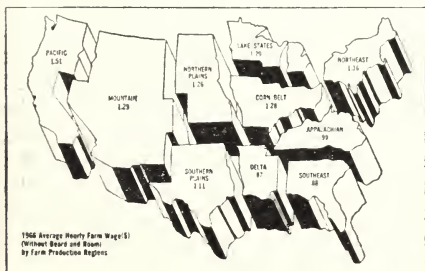 PACIFIC
1.51
MOUNTAIN
1.29
NORTHERN
PLAINS
1.26
LAKE STATES
CORN BELT
1.28
NORTHEAST
1.36
APPALACHIAN
.99
SOUTHERN
PLAINS
1.11
DELTA
.87
SOUTHEAST
.88
1966 Average Hourly Farm Wage($)
(Without Board and Room)
by Farm Production Regions